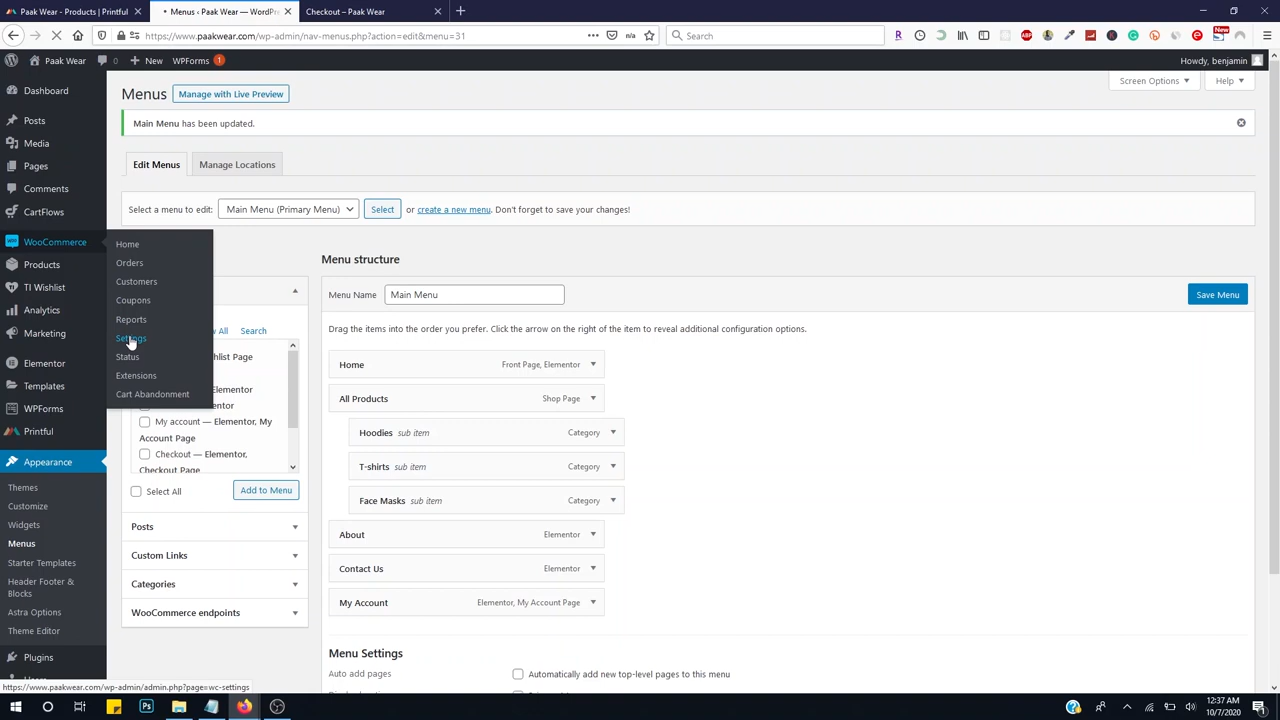 Paak Wear - Products | Printful
Menus ‹ Paak Wear — WordPre
Checkout – Paak Wear
https://www.paakwear.com/wp-admin/nav-menus.php?action=edit&menu=31
Search
Paak Wear
0
New
WPForms 1
Howdy, benjamin
Dashboard
Posts
Media
Pages
Comments
CartFlows
WooCommerce
Products
TI Wishlist
Analytics
Marketing
Elementor
Templates
WPForms
Printful
Appearance
Themes
Customize
Widgets
Menus
Starter Templates
Header Footer &
Blocks
Astra Options
Theme Editor
Plugins
Home
Orders
Customers
Coupons
Reports
Settings
Status
Extensions
Cart Abandonment
Menus
Manage with Live Preview
Screen Options
Help
Main Menu has been updated.
Edit Menus
Manage Locations
Select a menu to edit:
Main Menu (Primary Menu)
Select
or create a new menu. Don't forget to save your changes!
Search
My account — Elementor, My
Account Page
Checkout — Elementor,
Checkout Page
Select All
Add to Menu
Posts
Custom Links
Categories
WooCommerce endpoints
Menu structure
Menu Name
Main Menu
Save Menu
Drag the items into the order you prefer. Click the arrow on the right of the item to reveal additional configuration options.
Home
Front Page, Elementor
All Products
Shop Page
Hoodies sub item
Category
T-shirts sub item
Category
Face Masks sub item
Category
About
Elementor
Contact Us
Elementor
My Account
Elementor, My Account Page
Menu Settings
Auto add pages
Automatically add new top-level pages to this menu
https://www.paakwear.com/wp-admin/admin.php?page=wc-settings
12:37 AM
10/7/2020